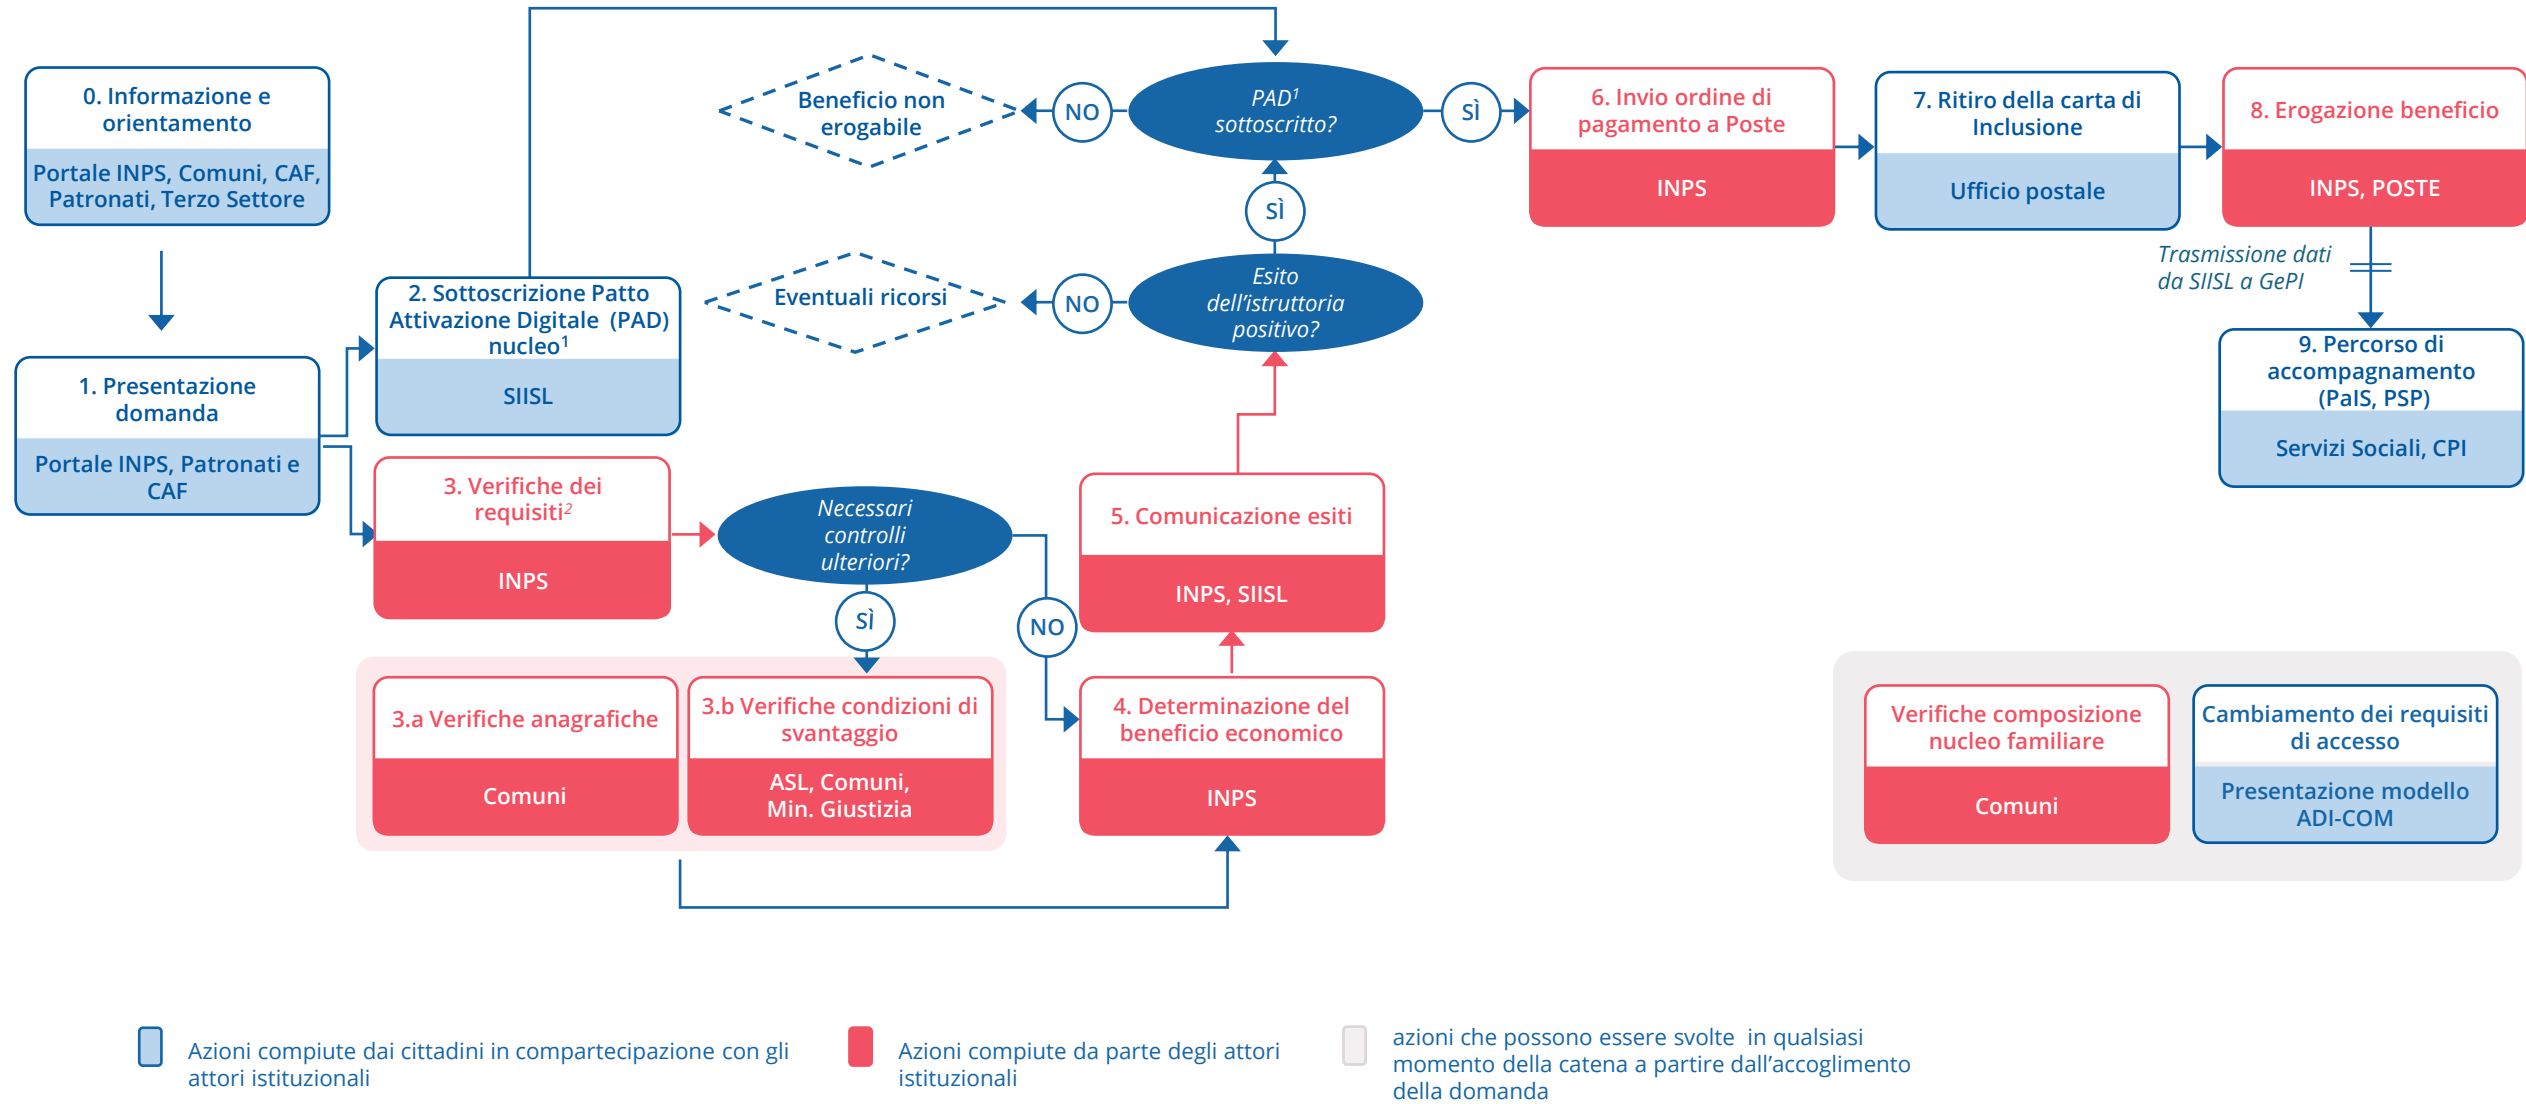 0. Informazione e
orientamento
Portale INPS, Comuni, CAF,
Patronati, Terzo Settore
1. Presentazione
domanda
Portale INPS, Patronati e
CAF
2. Sottoscrizione Patto
Attivazione Digitale (PAD)
nucleo¹
SIISL
3. Verifiche dei
requisiti²
INPS
Necessari
controlli
ulteriori?
SÌ
NO
3.a Verifiche anagrafiche
Comuni
3.b Verifiche condizioni di
svantaggio
ASL, Comuni,
Min. Giustizia
4. Determinazione del
beneficio economico
INPS
5. Comunicazione esiti
INPS, SIISL
Esito
dell'istruttoria
positivo?
NO
Eventuali ricorsi
SÌ
PAD¹
sottoscritto?
NO
Beneficio non
erogabile
SÌ
6. Invio ordine di
pagamento a Poste
INPS
7. Ritiro della carta di
Inclusione
Ufficio postale
8. Erogazione beneficio
INPS, POSTE
Trasmissione dati
da SIISL a GePI
9. Percorso di
accompagnamento
(PaIS, PSP)
Servizi Sociali, CPI
Verifiche composizione
nucleo familiare
Comuni
Cambiamento dei requisiti
di accesso
Presentazione modello
ADI-COM
Azioni compiute dai cittadini in compartecipazione con gli
attori istituzionali
Azioni compiute da parte degli attori
istituzionali
azioni che possono essere svolte in qualsiasi
momento della catena a partire dall'accoglimento
della domanda